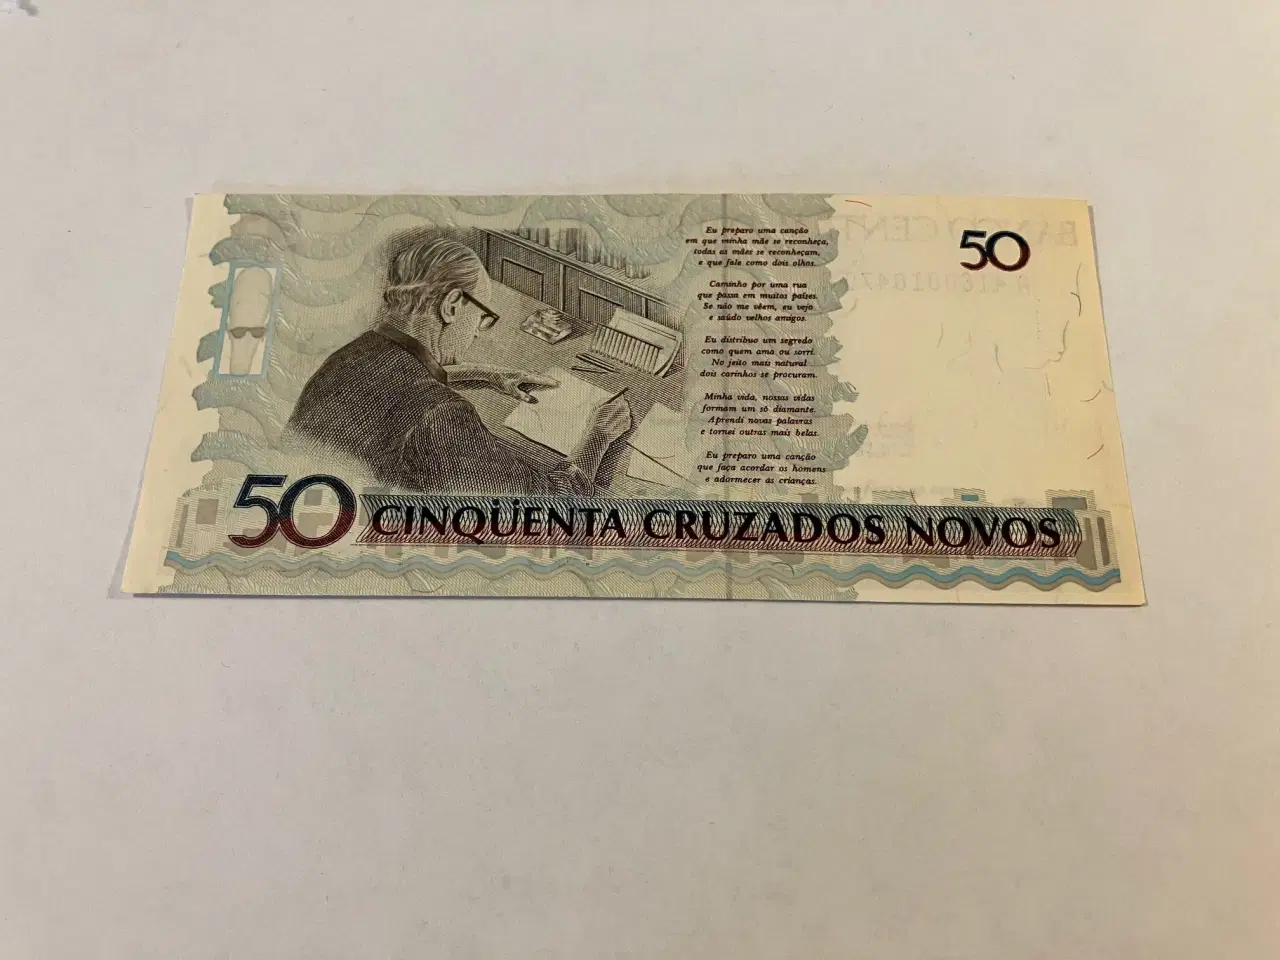 Eu preparo uma canção
em que minha mãe se reconheça,
todas as mães se reconheçam,
e que fale como dois olhos.
Caminho por uma rua
que passa em muitos países.
Se não me vêem, eu vejo
e saúdo velhos amigos.
Eu distribuo um segredo
como quem ama ou sorri.
No jeito mais natural
dois carinhos se procuram.
Minha vida, nossas vidas
formam um só diamante.
Aprendi novas palavras
e tornei outras mais belas.
Eu preparo uma canção
que faça acordar os homens
e adormecer as crianças.
50
50 CINQÜENTA CRUZADOS NOVOS